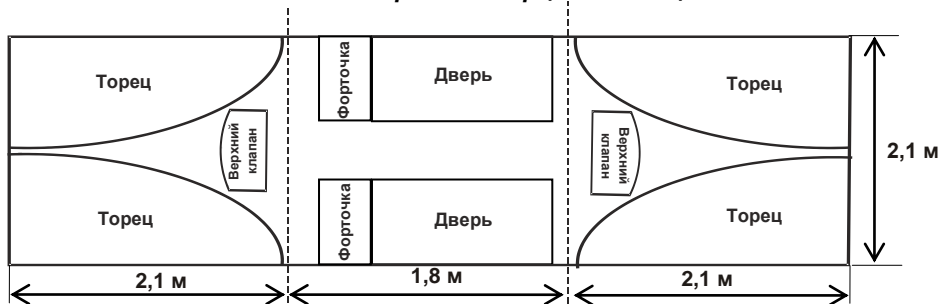 Торец
Форточка
Дверь
Торец
Верхний
клапан
Верхний
клапан
2,1 м
Торец
Форточка
Дверь
Торец
2,1 м
1,8 м
2,1 м